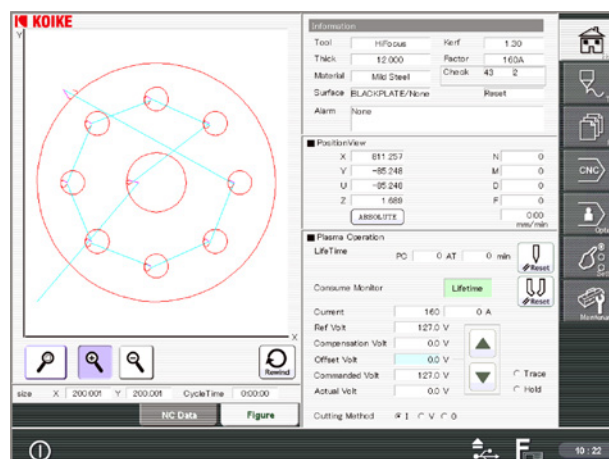 KOIKE
Y
X
Rewind
size X 200.001 Y 200.001 CycleTime 0:00:00
NC Data Figure
Information
Tool HiFocus Kerf 1.30
Thick 12.000 Factor 160A
Material Mild Steel Check 43 2
Surface BLACKPLATE/None Reset
Alarm None
■ PositionView
X 811.257 N 0
V -85.248 M 0
U -85.248 D 0
Z 1.689 F 0
ABSOLUTE 0.00
mm/min
■ Plasma Operation
LifeTime PC 0 AT 0 min
Reset
Consume Monitor Lifetime
Reset
Current 160 0 A
Ref Volt 127.0 V
Compensation Volt 0.0 V
Offset Volt 0.0 V
Commanded Volt 127.0 V
Trace
Actual Volt 0.0 V
Hold
Cutting Method I V O
CNC
10 : 22